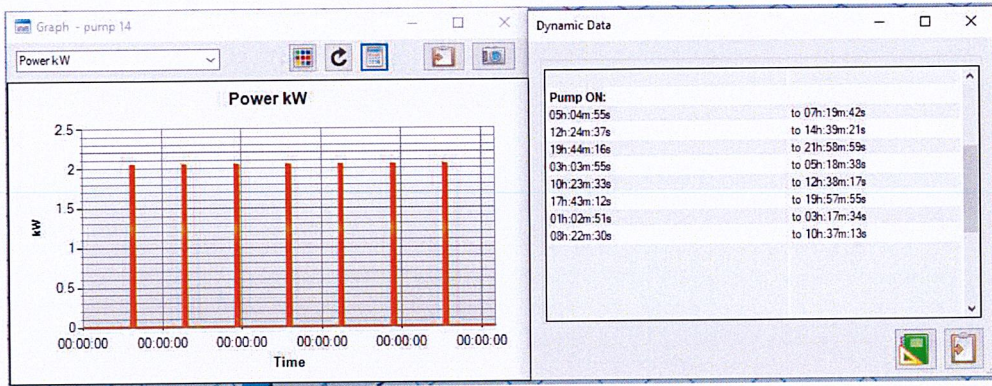 Graph - pump 14
Power kW
Power kW
2.5
2
1.5
1
0.5
0
kW
00:00:00 00:00:00 00:00:00 00:00:00 00:00:00 00:00:00
Time
Dynamic Data
Pump ON:
05h:04m:55s to 07h:19m:42s
12h:24m:37s to 14h:39m:21s
19h:44m:16s to 21h:58m:59s
03h:03m:55s to 05h:18m:38s
10h:23m:33s to 12h:38m:17s
17h:43m:12s to 19h:57m:55s
01h:02m:51s to 03h:17m:34s
08h:22m:30s to 10h:37m:13s